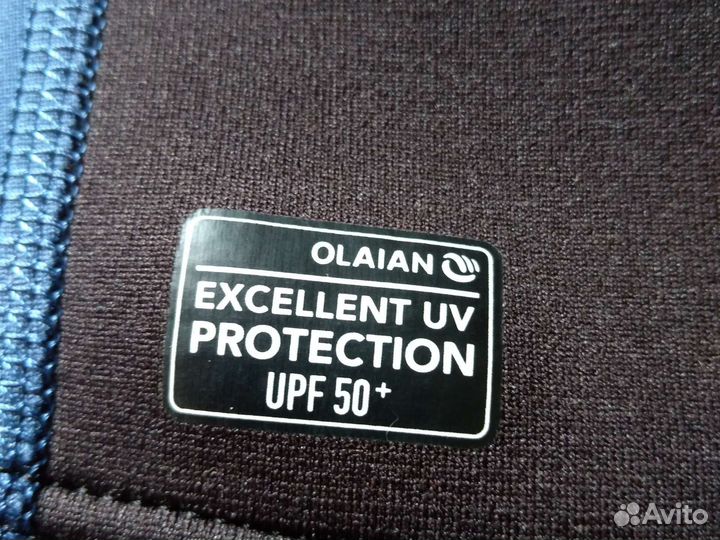 OLAIAN
EXCELLENT UV
PROTECTION
UPF 50+
Avito